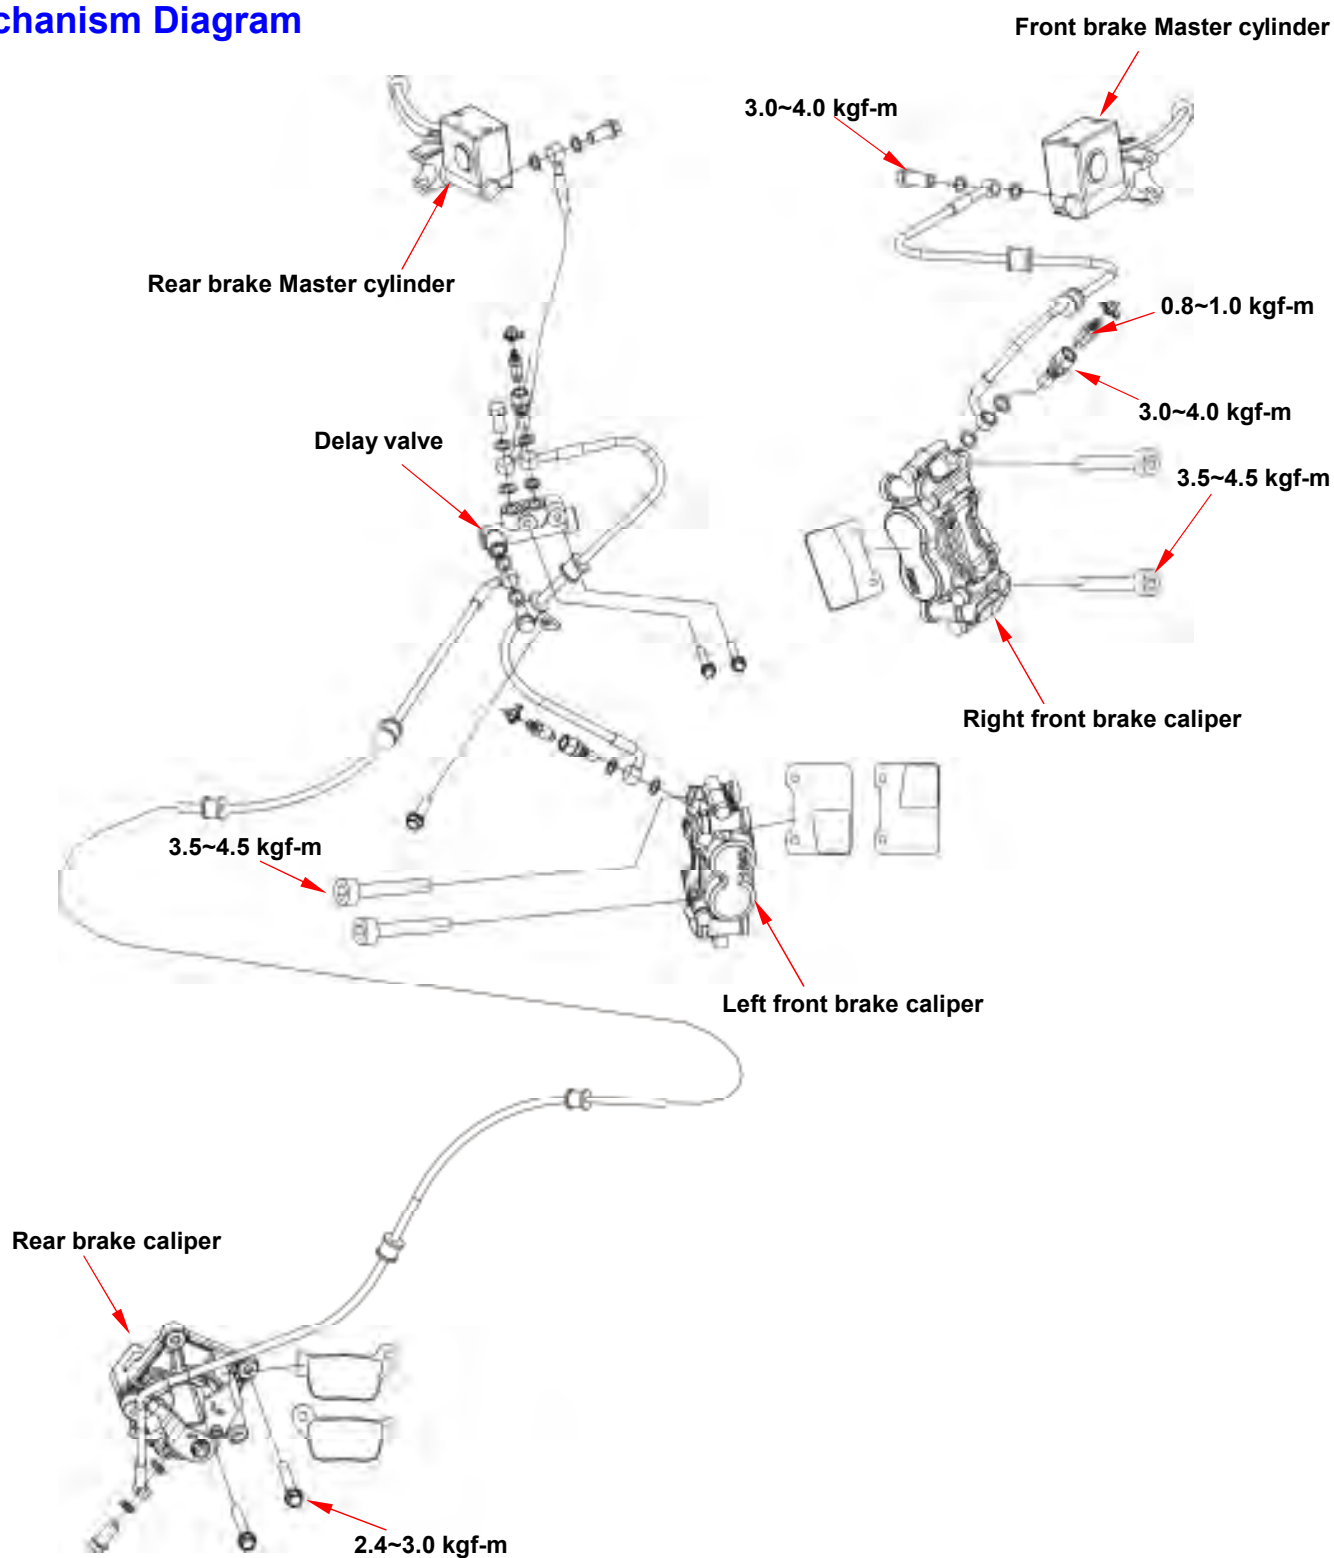 chanism Diagram
Front brake Master cylinder
3.0~4.0 kgf-m
Rear brake Master cylinder
0.8~1.0 kgf-m
3.0~4.0 kgf-m
Delay valve
3.5~4.5 kgf-m
Right front brake caliper
3.5~4.5 kgf-m
Left front brake caliper
Rear brake caliper
2.4~3.0 kgf-m